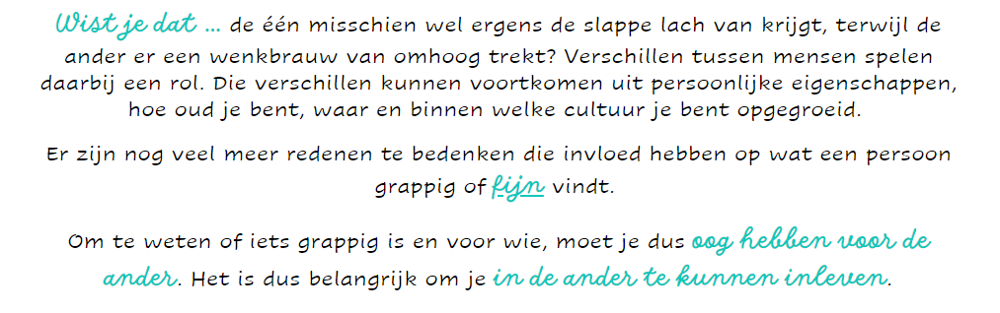 Wist je dat ... de één misschien wel ergens de slappe lach van krijgt, terwijl de
ander er een wenkbrauw van omhoog trekt? Verschillen tussen mensen spelen
daarbij een rol. Die verschillen kunnen voortkomen uit persoonlijke eigenschappen,
hoe oud je bent, waar en binnen welke cultuur je bent opgegroeid.
Er zijn nog veel meer redenen te bedenken die invloed hebben op wat een persoon
grappig of fijn vindt.
Om te weten of iets grappig is en voor wie, moet je dus oog hebben voor de
ander. Het is dus belangrijk om je in de ander te kunnen inleven.